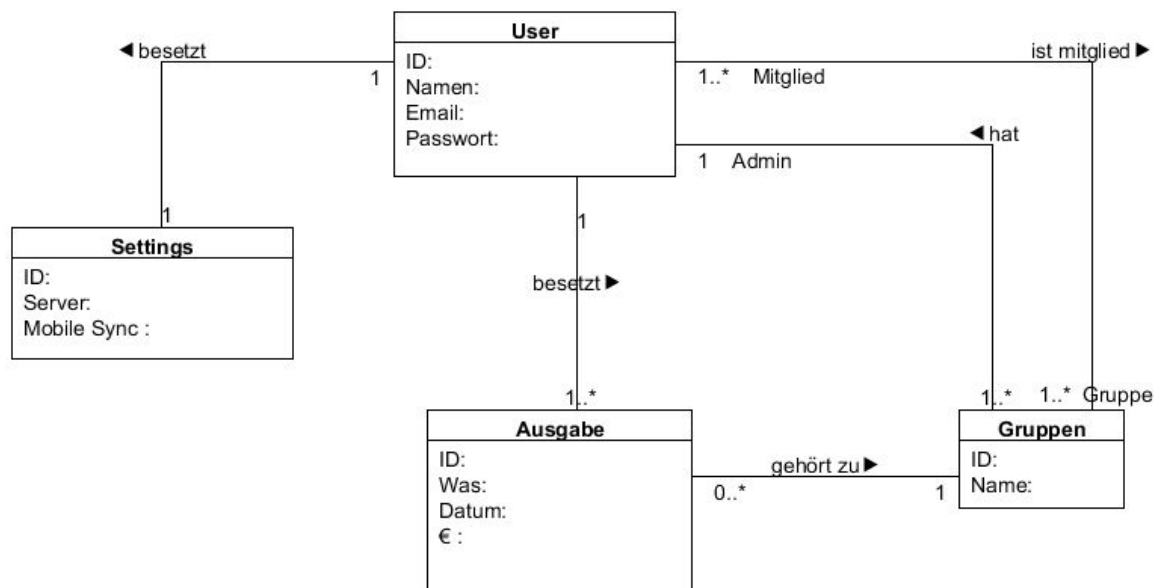 User
ID:
Namen:
Email:
Passwort:
◀ besetzt
1
1
ist mitglied ▶
1..* Mitglied
◀ hat
1 Admin
Settings
ID:
Server:
Mobile Sync :
1
besetzt ▶
1..*
1..*
1..* Gruppe
Ausgabe
ID:
Was:
Datum:
€ :
gehört zu ▶
0..*
1
Gruppen
ID:
Name: